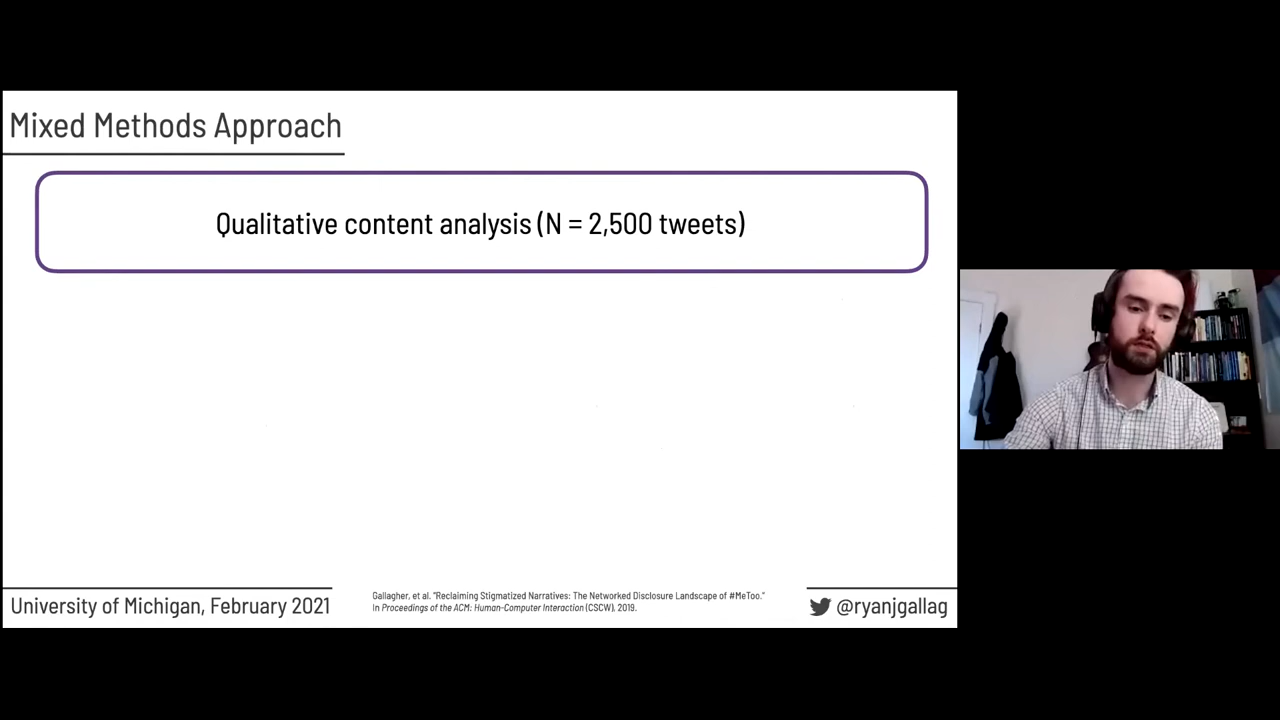 Mixed Methods Approach
Qualitative content analysis (N = 2,500 tweets)
University of Michigan, February 2021
Gallagher, et al. "Reclaiming Stigmatized Narratives: The Networked Disclosure Landscape of #MeToo."
In Proceedings of the ACM: Human-Computer Interaction (CSCW), 2019.
@ryanjgallag